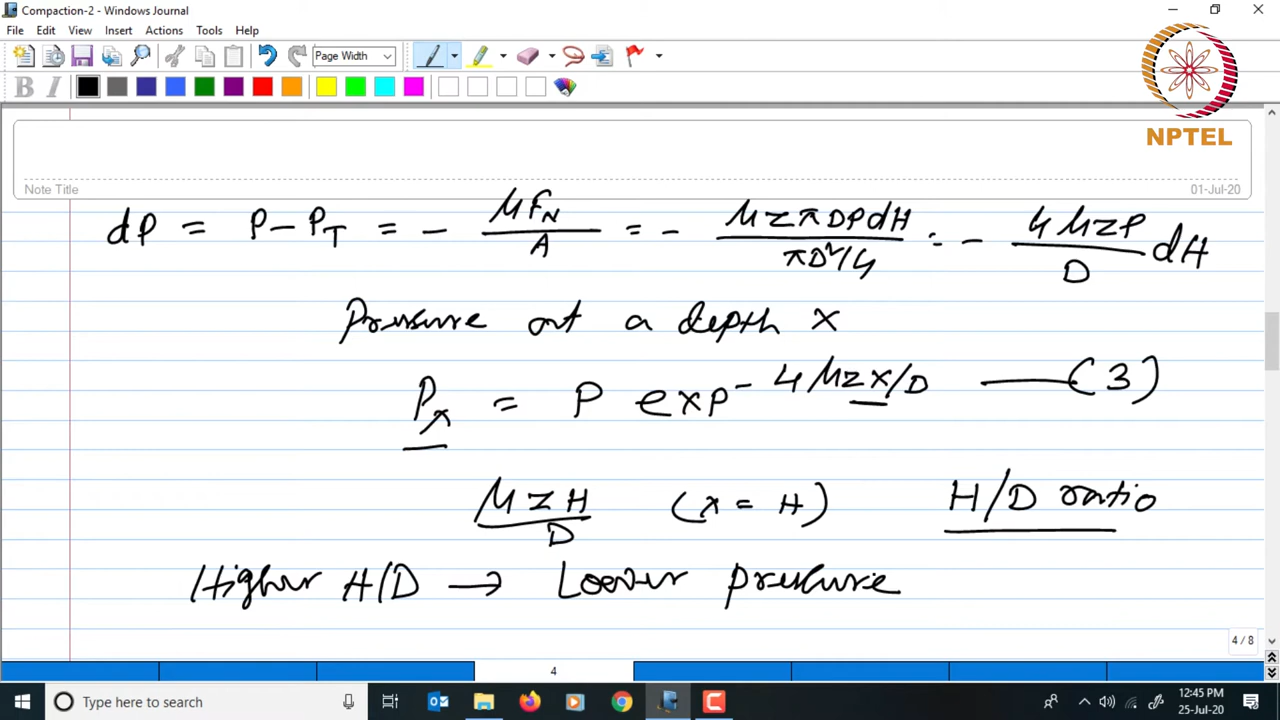 Compaction-2 - Windows Journal
File Edit View Insert Actions Tools Help
Page Width
B I
NPTEL
Note Title
01-Jul-20
dP = P - P_T = - μF_N/A = - μzπDPdH/(πD²/4) = - 4μzP/D dH
Pressure at a depth x
P_x = P exp^(-4μzx/D) —(3)
μzH/D (x = H) H/D ratio
Higher H/D → Lower pressure
4 / 8
4
Type here to search
12:45 PM
25-Jul-20